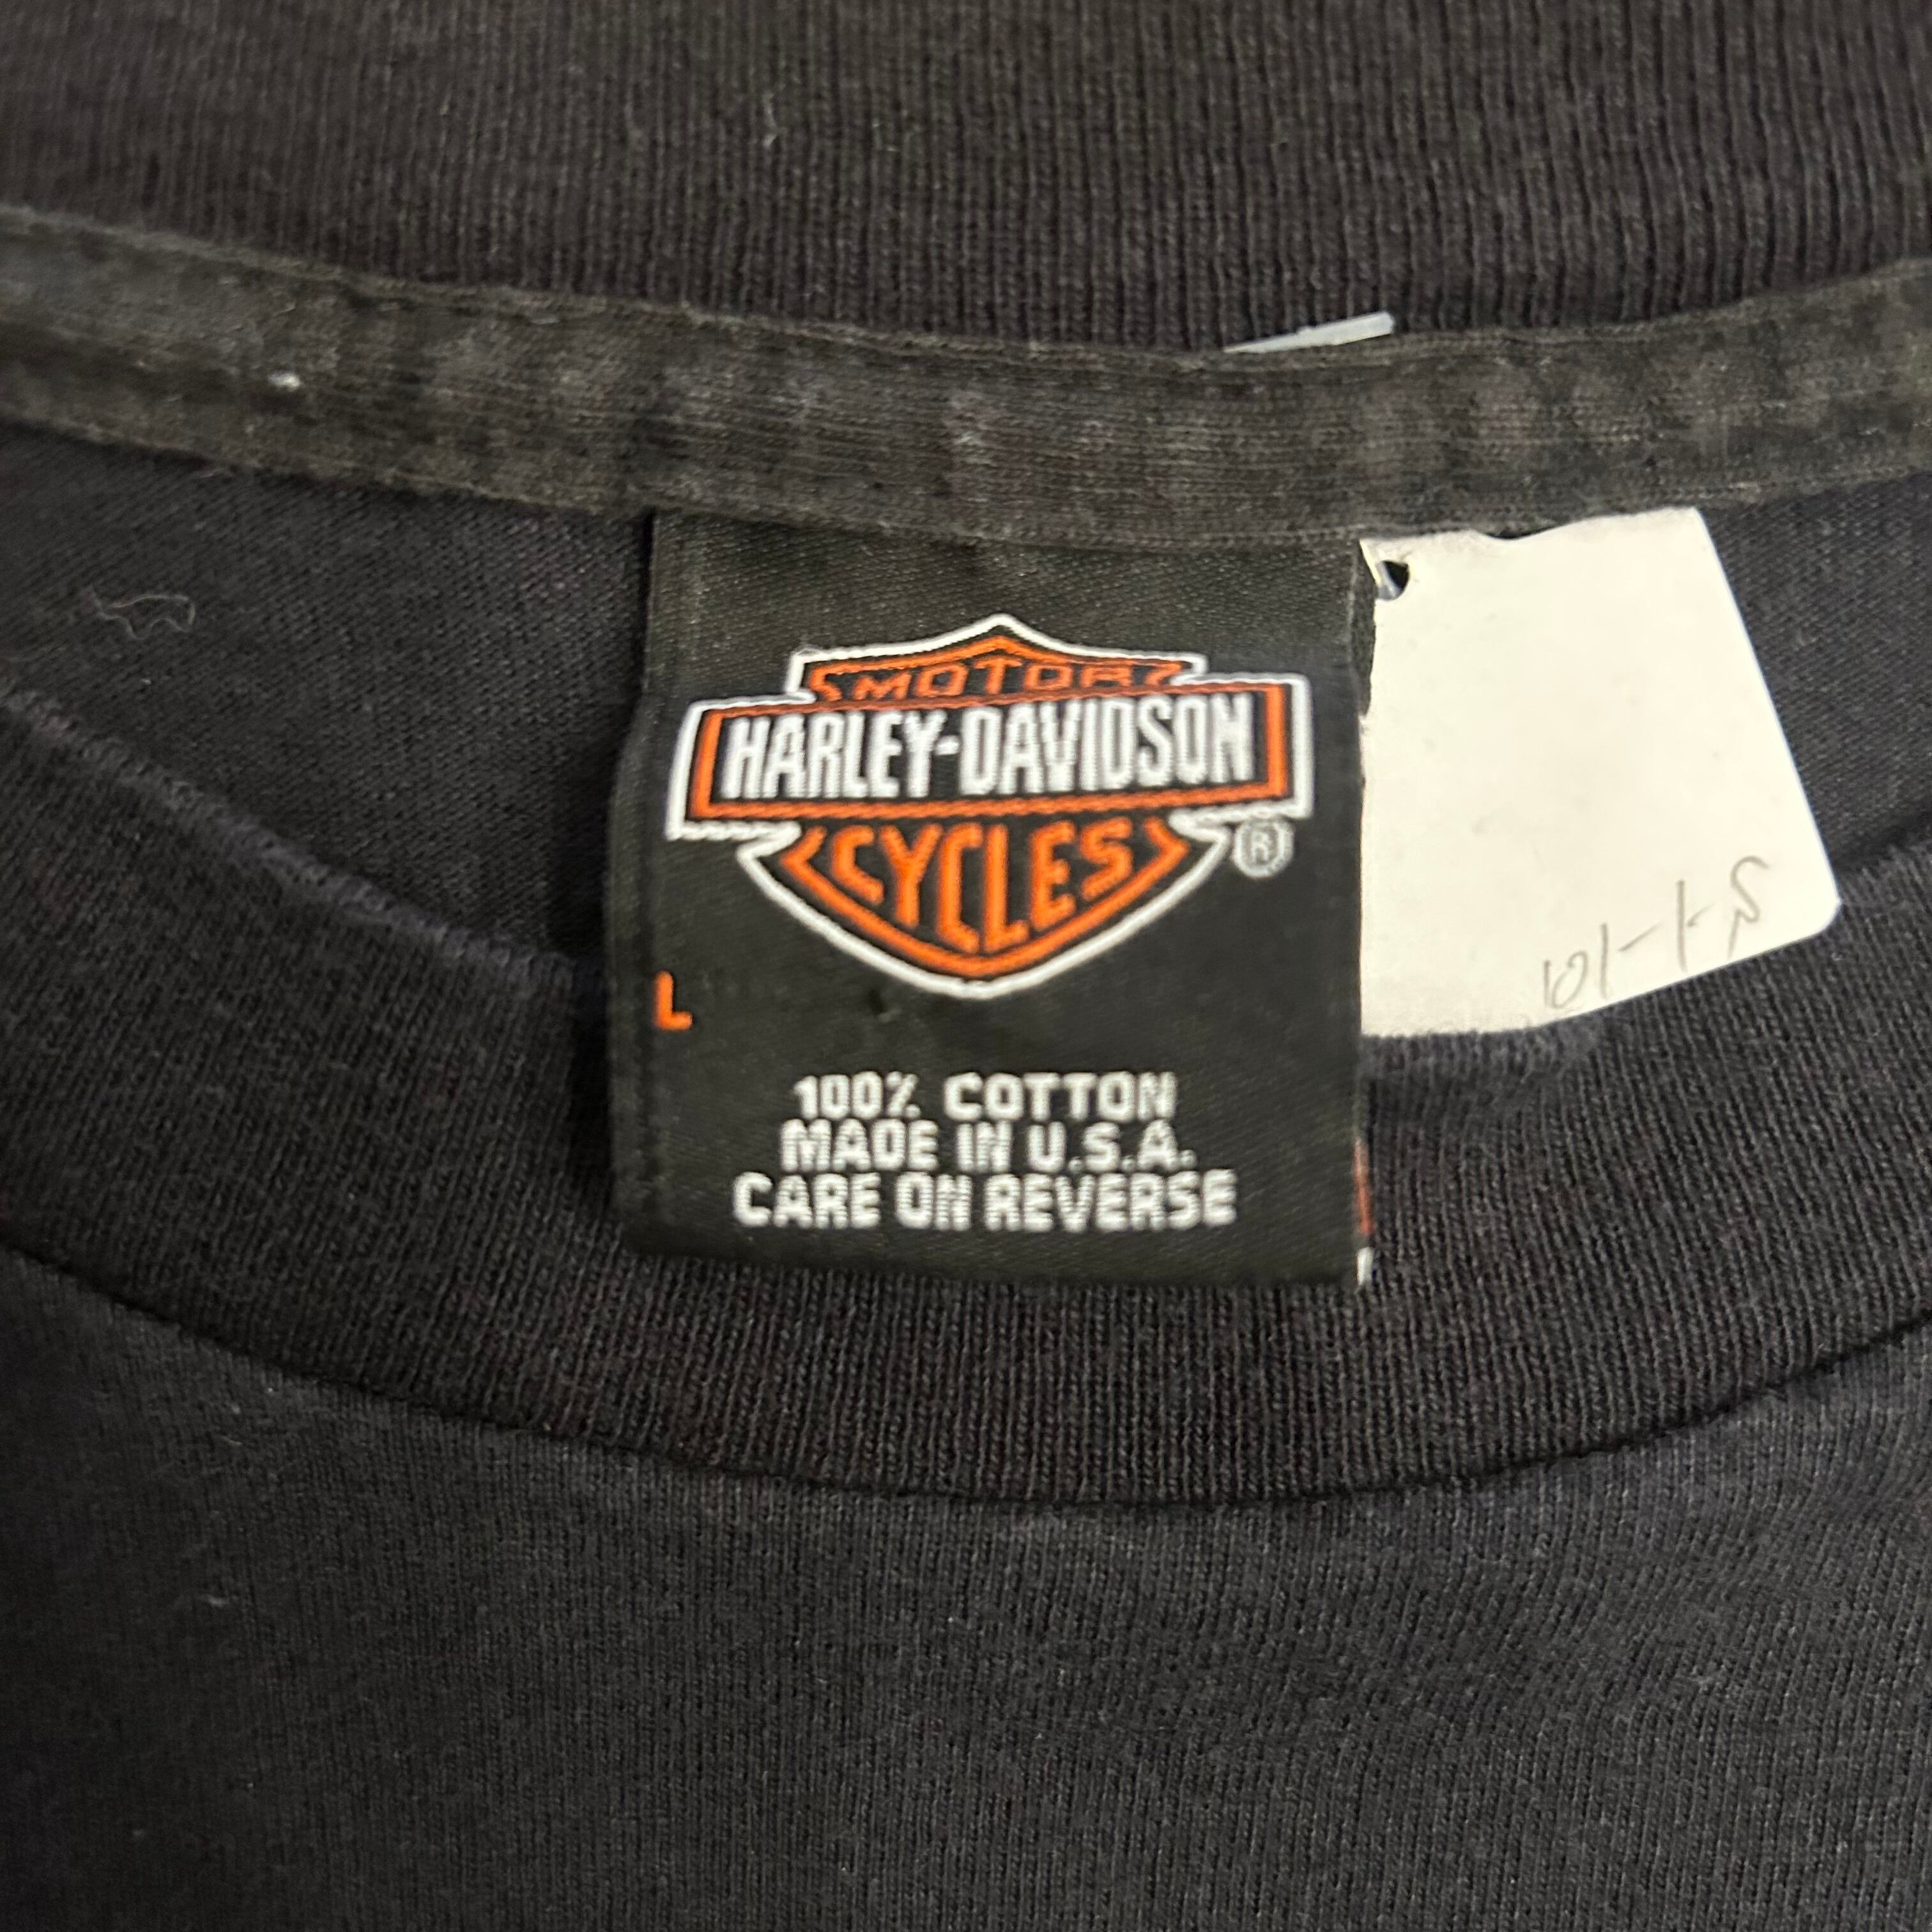 MOTOR
HARLEY-DAVIDSON
CYCLES
®
L
100% COTTON
MADE IN U.S.A.
CARE ON REVERSE